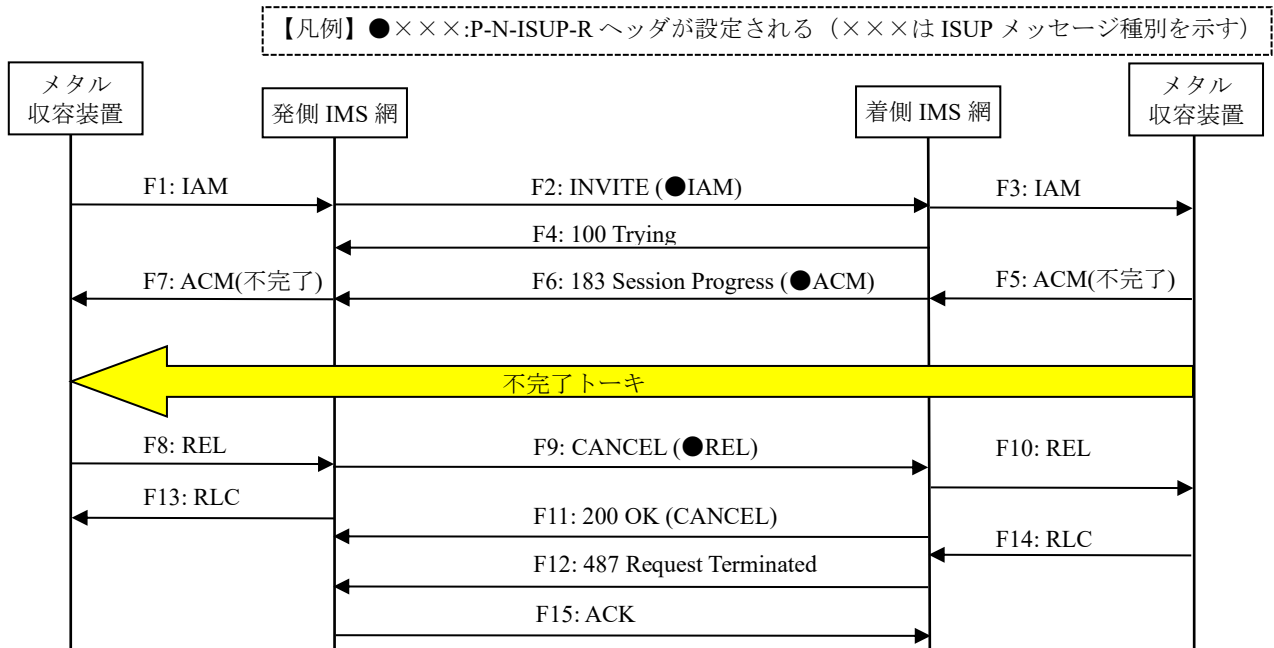 【凡例】●×××:P-N-ISUP-R ヘッダが設定される（×××は ISUP メッセージ種別を示す）
メタル
収容装置
発側 IMS 網
着側 IMS 網
メタル
収容装置
F1: IAM
F2: INVITE (●IAM)
F3: IAM
F4: 100 Trying
F7: ACM(不完了)
F6: 183 Session Progress (●ACM)
F5: ACM(不完了)
不完了トーキ
F8: REL
F9: CANCEL (●REL)
F10: REL
F13: RLC
F11: 200 OK (CANCEL)
F14: RLC
F12: 487 Request Terminated
F15: ACK